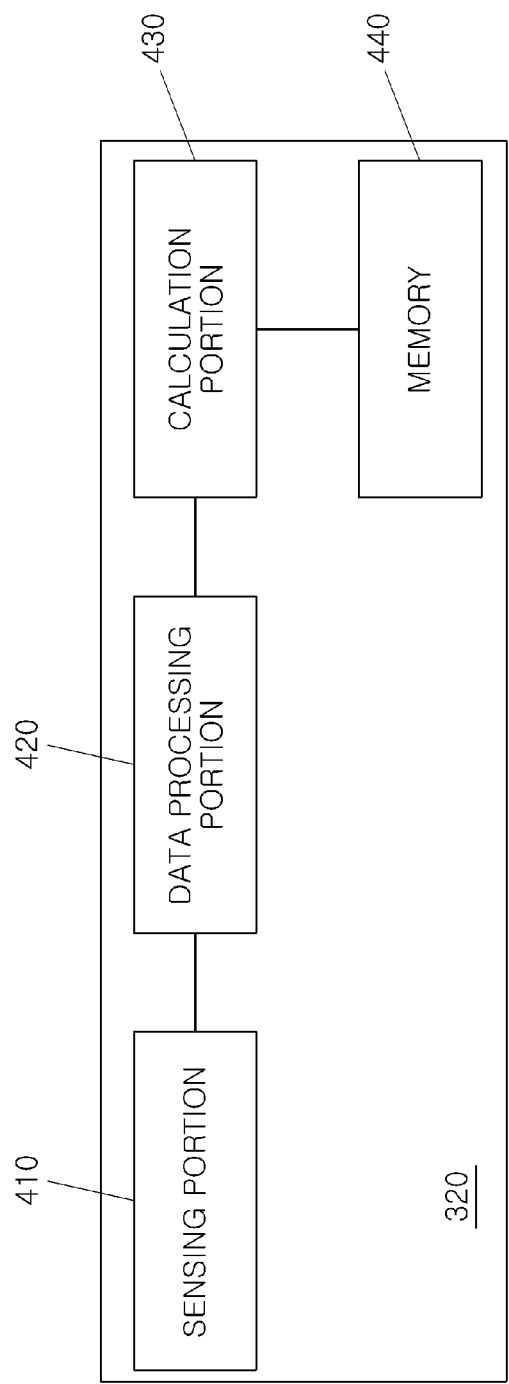 410
420
430
SENSING PORTION
DATA PROCESSING
PORTION
CALCULATION
PORTION
MEMORY
440
320